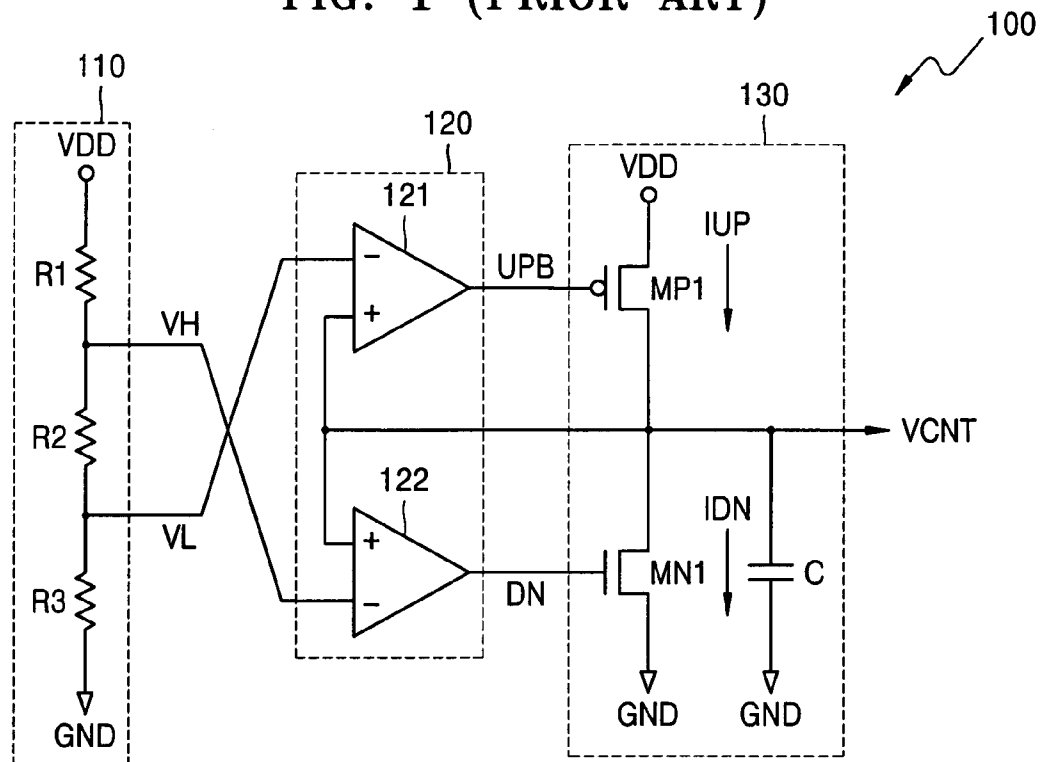 FIG. 1 (PRIOR ART)
100
110
VDD
R1
VH
R2
VL
R3
GND
120
121
−
+
UPB
122
+
−
DN
130
VDD
IUP
MP1
VCNT
IDN
MN1
C
GND
GND